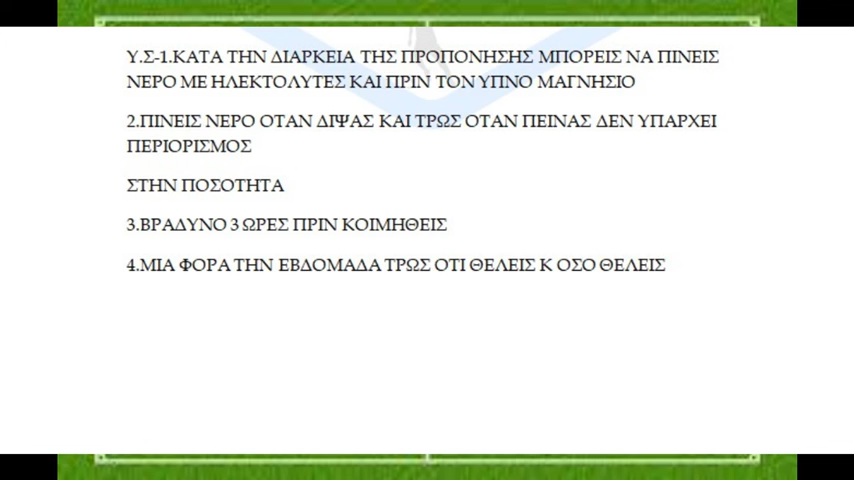 Υ.Σ-1.ΚΑΤΑ ΤΗΝ ΔΙΑΡΚΕΙΑ ΤΗΣ ΠΡΟΠΟΝΗΣΗΣ ΜΠΟΡΕΙΣ ΝΑ ΠΙΝΕΙΣ
ΝΕΡΟ ΜΕ ΗΛΕΚΤΟΛΥΤΕΣ ΚΑΙ ΠΡΙΝ ΤΟΝ ΥΠΝΟ ΜΑΓΝΗΣΙΟ
2.ΠΙΝΕΙΣ ΝΕΡΟ ΟΤΑΝ ΔΙΨΑΣ ΚΑΙ ΤΡΩΣ ΟΤΑΝ ΠΕΙΝΑΣ ΔΕΝ ΥΠΑΡΧΕΙ
ΠΕΡΙΟΡΙΣΜΟΣ
ΣΤΗΝ ΠΟΣΟΤΗΤΑ
3.ΒΡΑΔΥΝΟ 3 ΩΡΕΣ ΠΡΙΝ ΚΟΙΜΗΘΕΙΣ
4.ΜΙΑ ΦΟΡΑ ΤΗΝ ΕΒΔΟΜΑΔΑ ΤΡΩΣ ΟΤΙ ΘΕΛΕΙΣ Κ ΟΣΟ ΘΕΛΕΙΣ